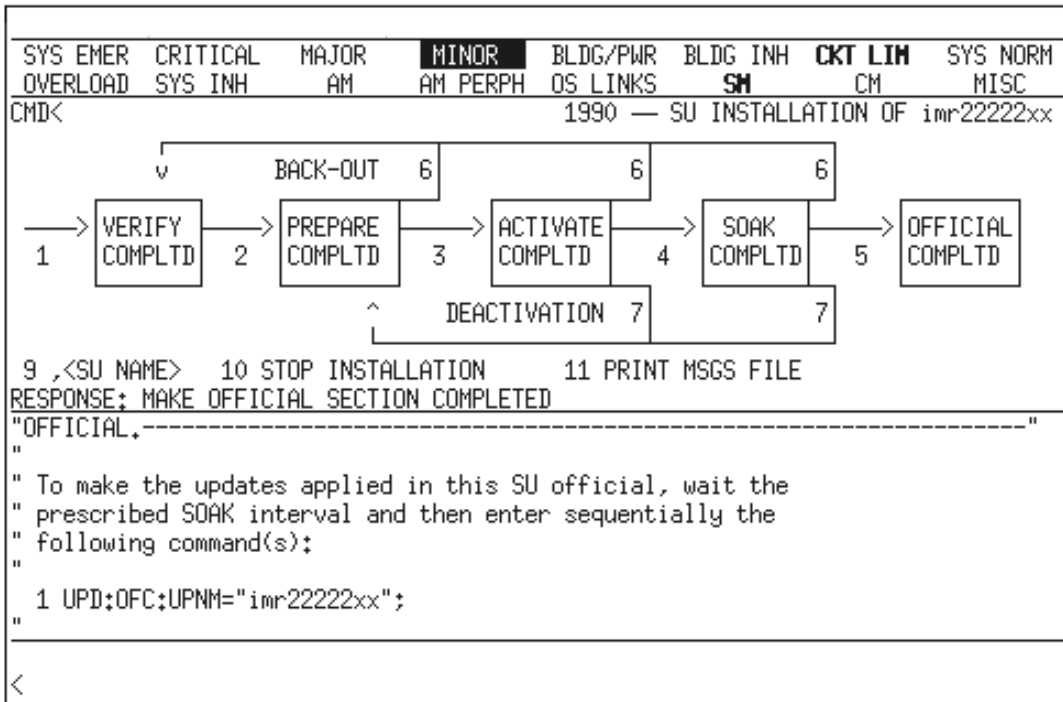 SYS EMER CRITICAL MAJOR MINOR BLDG/PWR BLDG INH CKT LIM SYS NORM
OVERLOAD SYS INH AM AM PERPH OS LINKS SM CM MISC
CMD< 1990 — SU INSTALLATION OF imr22222xx
v BACK-OUT 6 6 6
VERIFY PREPARE ACTIVATE SOAK OFFICIAL
1 COMPLTD 2 COMPLTD 3 COMPLTD 4 COMPLTD 5 COMPLTD
^ DEACTIVATION 7 7
9 ,<SU NAME> 10 STOP INSTALLATION 11 PRINT MSGS FILE
RESPONSE: MAKE OFFICIAL SECTION COMPLETED
"OFFICIAL.-------------------------------------------------------------------"
"
" To make the updates applied in this SU official, wait the
" prescribed SOAK interval and then enter sequentially the
" following command(s):
"
1 UPD:OFC:UPNM="imr22222xx";
"
<